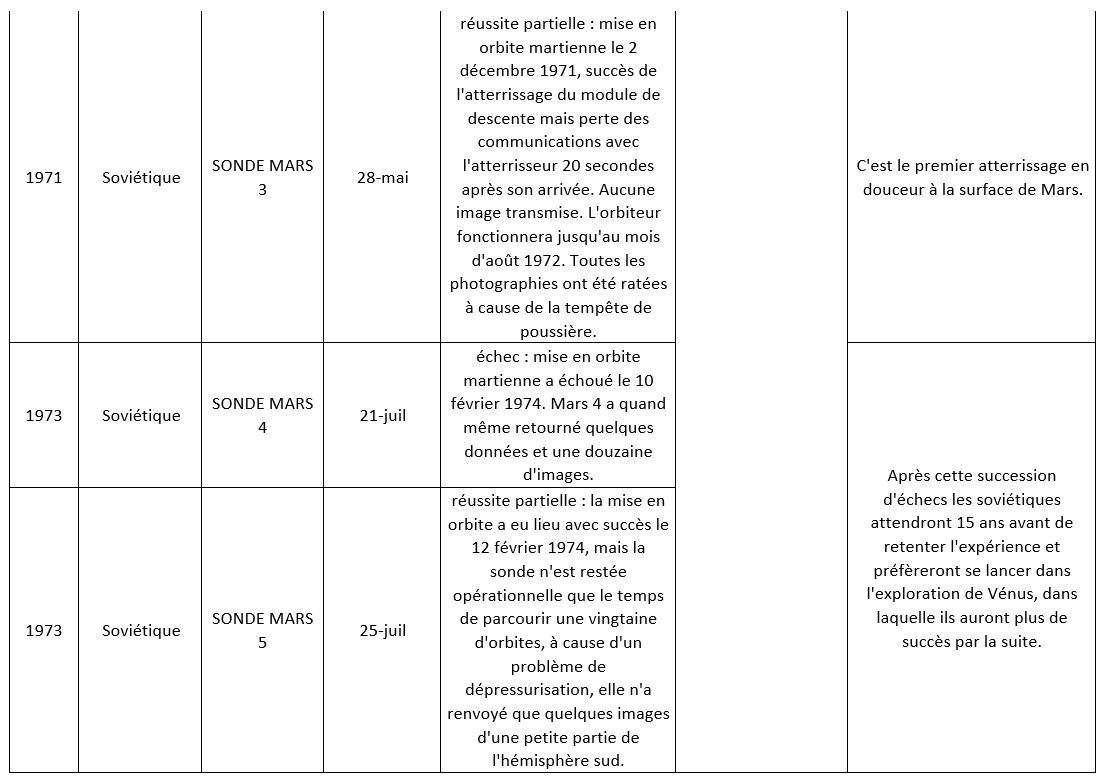 1971
Soviétique
SONDE MARS
3
28-mai
réussite partielle : mise en
orbite martienne le 2
décembre 1971, succès de
l'atterrissage du module de
descente mais perte des
communications avec
l'atterrisseur 20 secondes
après son arrivée. Aucune
image transmise. L'orbiteur
fonctionnera jusqu'au mois
d'août 1972. Toutes les
photographies ont été ratées
à cause de la tempête de
poussière.
C'est le premier atterrissage en
douceur à la surface de Mars.
1973
Soviétique
SONDE MARS
4
21-juil
échec : mise en orbite
martienne a échoué le 10
février 1974. Mars 4 a quand
même retourné quelques
données et une douzaine
d'images.
1973
Soviétique
SONDE MARS
5
25-juil
réussite partielle : la mise en
orbite a eu lieu avec succès le
12 février 1974, mais la
sonde n'est restée
opérationnelle que le temps
de parcourir une vingtaine
d'orbites, à cause d'un
problème de
dépressurisation, elle n'a
renvoyé que quelques images
d'une petite partie de
l'hémisphère sud.
Après cette succession
d'échecs les soviétiques
attendront 15 ans avant de
retenter l'expérience et
préfèreront se lancer dans
l'exploration de Vénus, dans
laquelle ils auront plus de
succès par la suite.